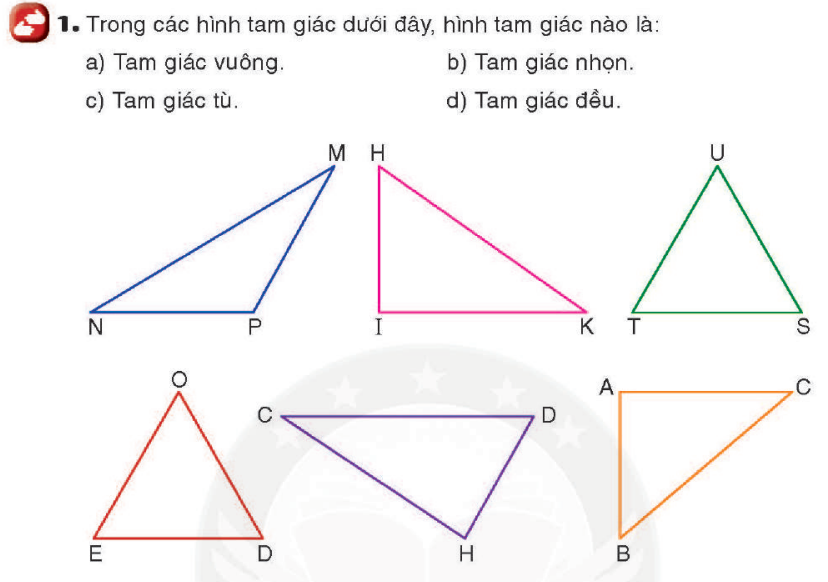 1. Trong các hình tam giác dưới đây, hình tam giác nào là:
a) Tam giác vuông. b) Tam giác nhọn.
c) Tam giác tù. d) Tam giác đều.
M H U
N P I K T S
O
C D A C
E D H B